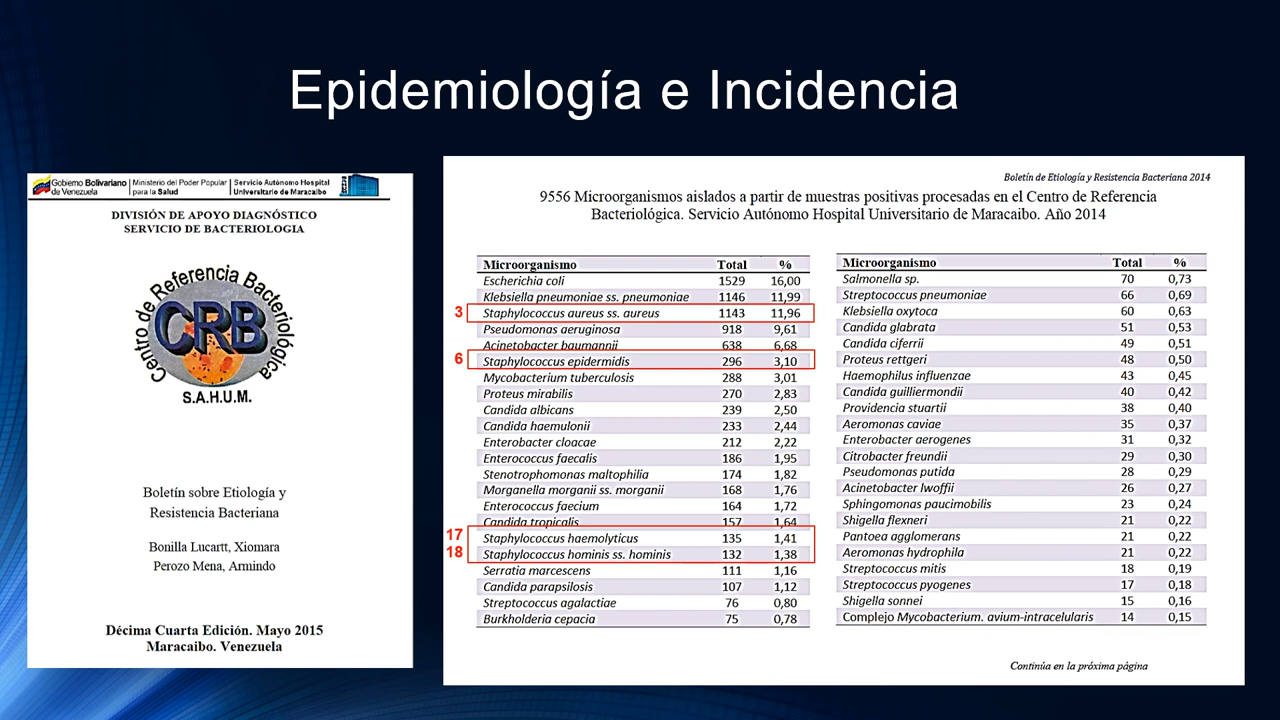 Epidemiología e Incidencia
Gobierno Bolivariano de Venezuela
Ministerio del Poder Popular para la Salud
Servicio Autónomo Hospital Universitario de Maracaibo
DIVISIÓN DE APOYO DIAGNÓSTICO
SERVICIO DE BACTERIOLOGIA
Centro de Referencia Bacteriológica
CRB
S.A.H.U.M.
Boletín sobre Etiología y
Resistencia Bacteriana
Bonilla Lucartt, Xiomara
Perozo Mena, Armindo
Décima Cuarta Edición. Mayo 2015
Maracaibo. Venezuela
Boletín de Etiología y Resistencia Bacteriana 2014
9556 Microorganismos aislados a partir de muestras positivas procesadas en el Centro de Referencia
Bacteriológica. Servicio Autónomo Hospital Universitario de Maracaibo. Año 2014
Microorganismo Total %
Escherichia coli 1529 16,00
Klebsiella pneumoniae ss. pneumoniae 1146 11,99
3 Staphylococcus aureus ss. aureus 1143 11,96
Pseudomonas aeruginosa 918 9,61
Acinetobacter baumannii 638 6,68
6 Staphylococcus epidermidis 296 3,10
Mycobacterium tuberculosis 288 3,01
Proteus mirabilis 270 2,83
Candida albicans 239 2,50
Candida haemulonii 233 2,44
Enterobacter cloacae 212 2,22
Enterococcus faecalis 186 1,95
Stenotrophomonas maltophilia 174 1,82
Morganella morganii ss. morganii 168 1,76
Enterococcus faecium 164 1,72
Candida tropicalis 157 1,64
17 Staphylococcus haemolyticus 135 1,41
18 Staphylococcus hominis ss. hominis 132 1,38
Serratia marcescens 111 1,16
Candida parapsilosis 107 1,12
Streptococcus agalactiae 76 0,80
Burkholderia cepacia 75 0,78
Microorganismo Total %
Salmonella sp. 70 0,73
Streptococcus pneumoniae 66 0,69
Klebsiella oxytoca 60 0,63
Candida glabrata 51 0,53
Candida ciferrii 49 0,51
Proteus rettgeri 48 0,50
Haemophilus influenzae 43 0,45
Candida guilliermondii 40 0,42
Providencia stuartii 38 0,40
Aeromonas caviae 35 0,37
Enterobacter aerogenes 31 0,32
Citrobacter freundii 29 0,30
Pseudomonas putida 28 0,29
Acinetobacter lwoffii 26 0,27
Sphingomonas paucimobilis 23 0,24
Shigella flexneri 21 0,22
Pantoea agglomerans 21 0,22
Aeromonas hydrophila 21 0,22
Streptococcus mitis 18 0,19
Streptococcus pyogenes 17 0,18
Shigella sonnei 15 0,16
Complejo Mycobacterium. avium-intracelularis 14 0,15
Continúa en la próxima página